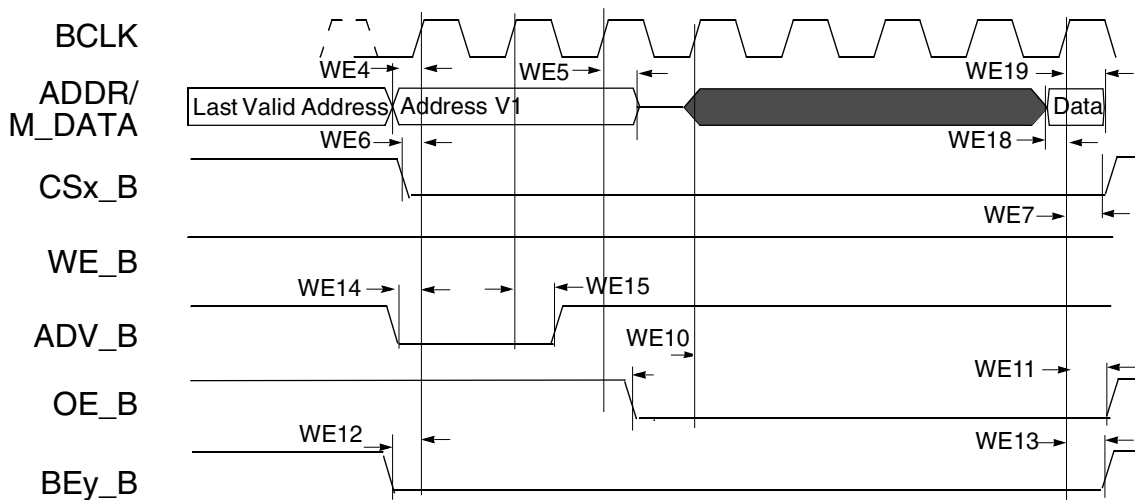 BCLK
WE4
WE5
WE19
ADDR/
M_DATA
Last Valid Address
Address V1
Data
WE6
WE18
CSx_B
WE7
WE_B
WE14
WE15
ADV_B
WE10
WE11
OE_B
WE12
WE13
BEy_B